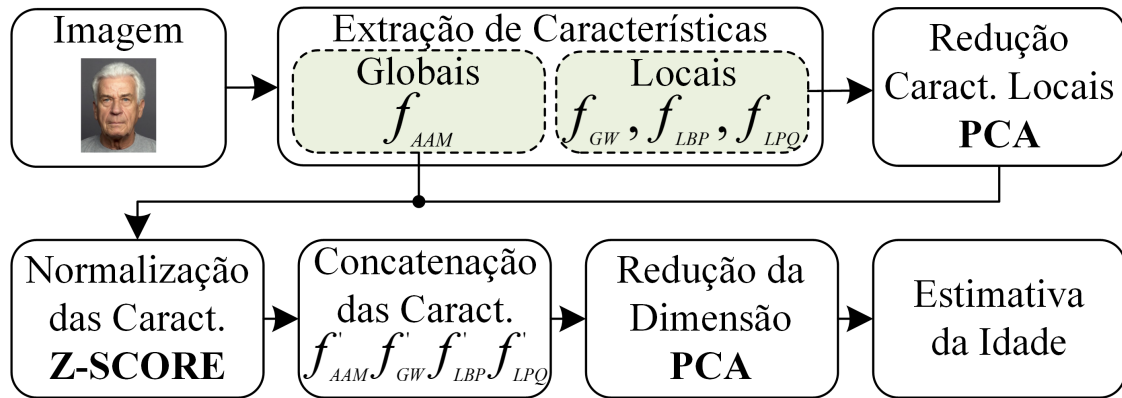 Imagem
Extração de Características
Globais
f_AAM
Locais
f_GW, f_LBP, f_LPQ
Redução
Caract. Locais
PCA
Normalização
das Caract.
Z-SCORE
Concatenação
das Caract.
f'_AAM f'_GW f'_LBP f'_LPQ
Redução da
Dimensão
PCA
Estimativa
da Idade